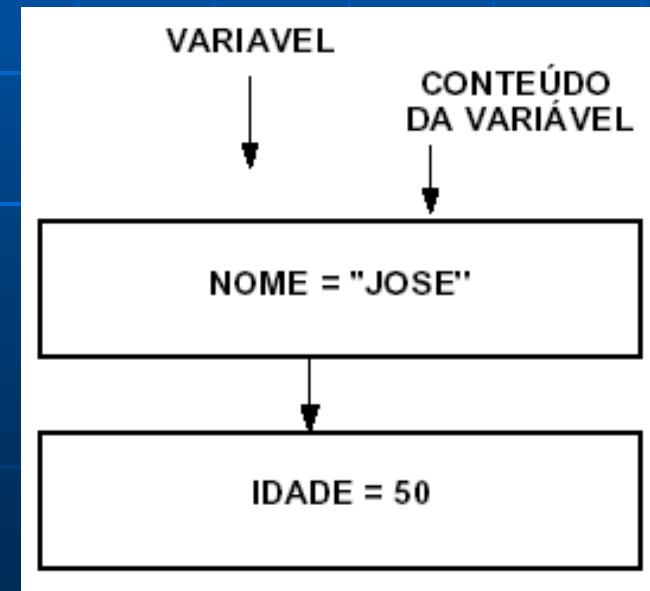 VARIAVEL
CONTEÚDO
DA VARIÁVEL
NOME = "JOSE"
IDADE = 50